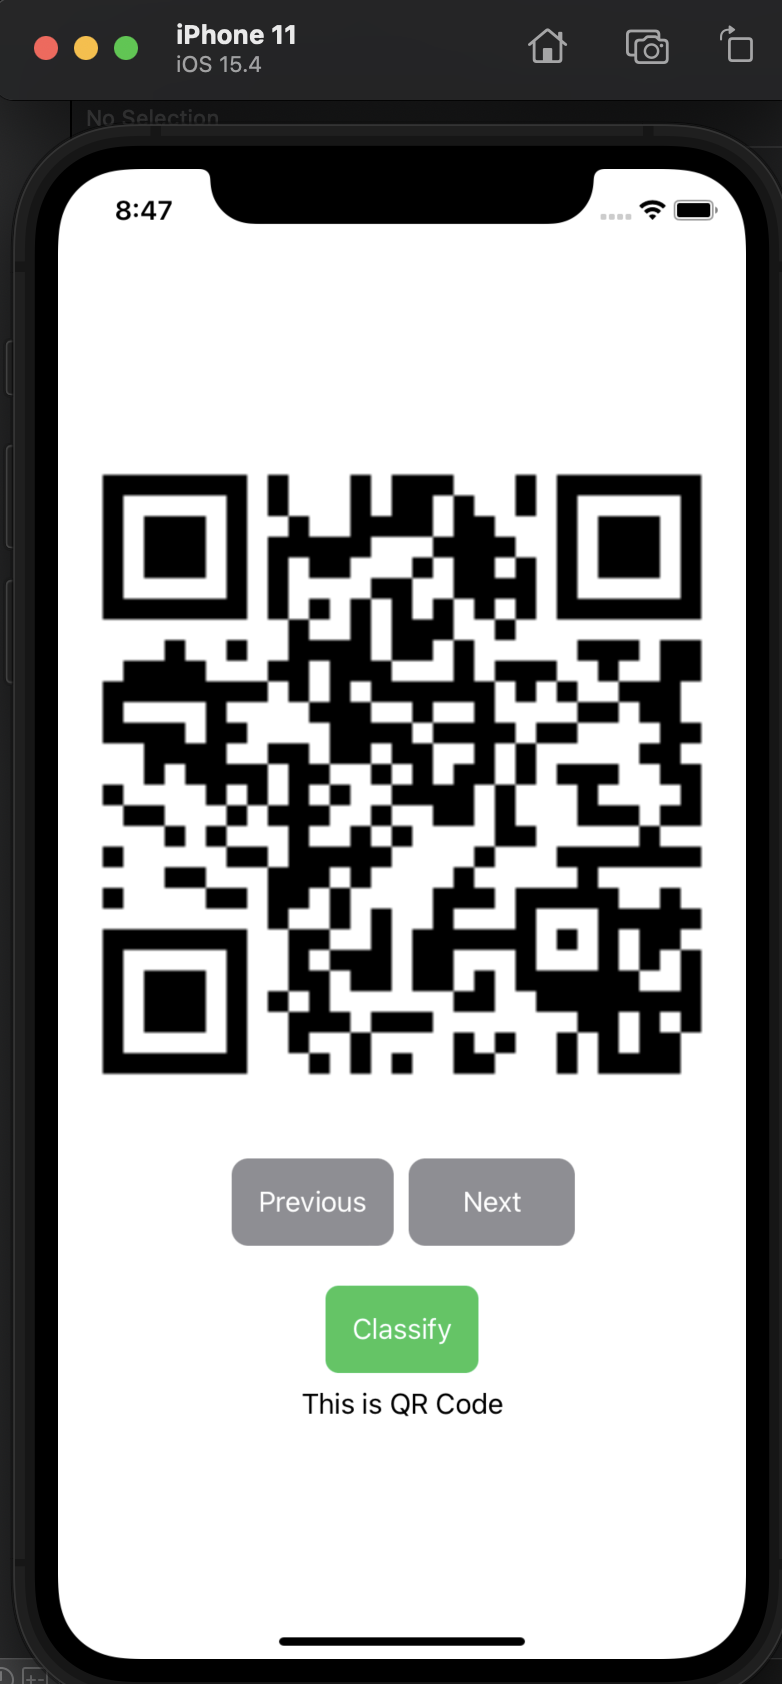 iPhone 11
iOS 15.4
No Selection
8:47
Previous
Next
Classify
This is QR Code